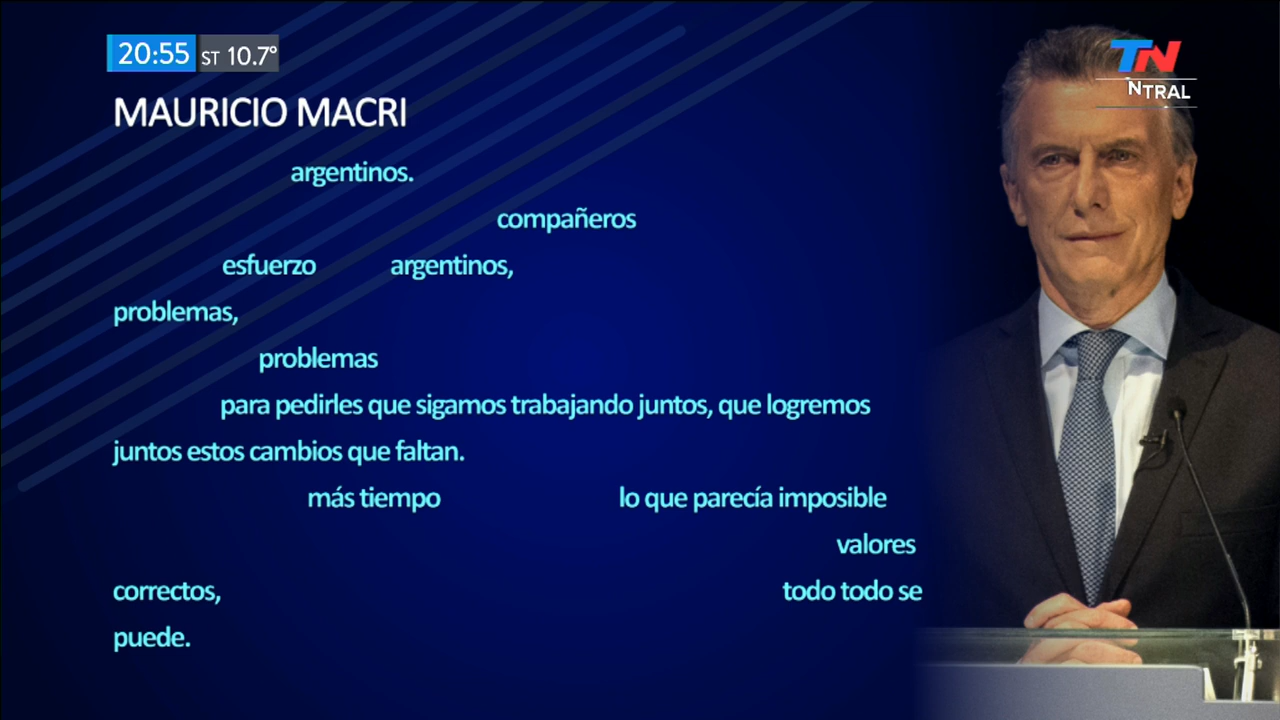 20:55 ST 10.7°
TN
NTRAL
MAURICIO MACRI
argentinos.
compañeros
esfuerzo argentinos,
problemas,
problemas
para pedirles que sigamos trabajando juntos, que logremos
juntos estos cambios que faltan.
más tiempo lo que parecía imposible
valores
correctos, todo todo se
puede.